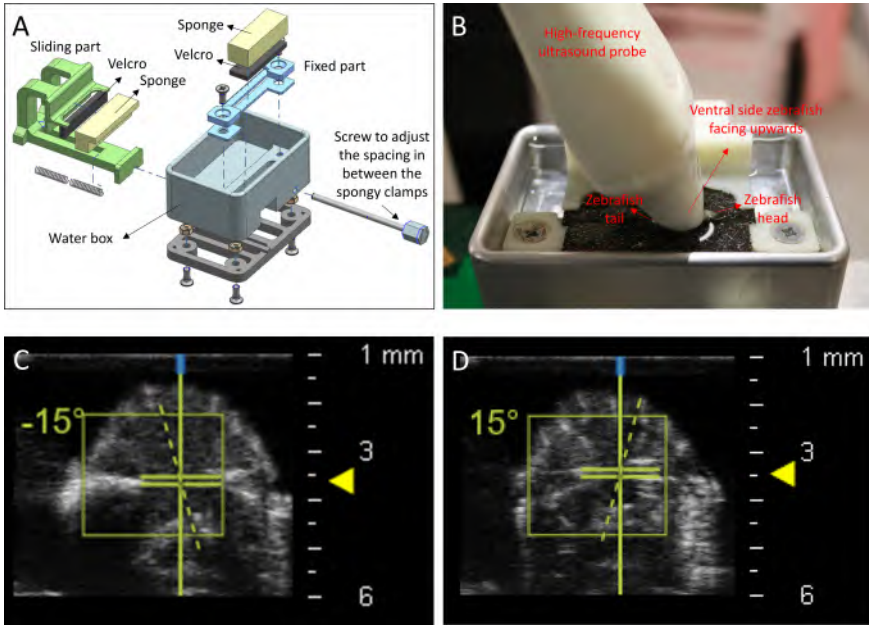 A
Sponge
Velcro
Fixed part
Sliding part
Velcro
Sponge
Screw to adjust
the spacing in
between the
spongy clamps
Water box
B
High-frequency
ultrasound probe
Ventral side zebrafish
facing upwards
Zebrafish
tail
Zebrafish
head
C
1 mm
-15°
3
6
D
1 mm
15°
3
6